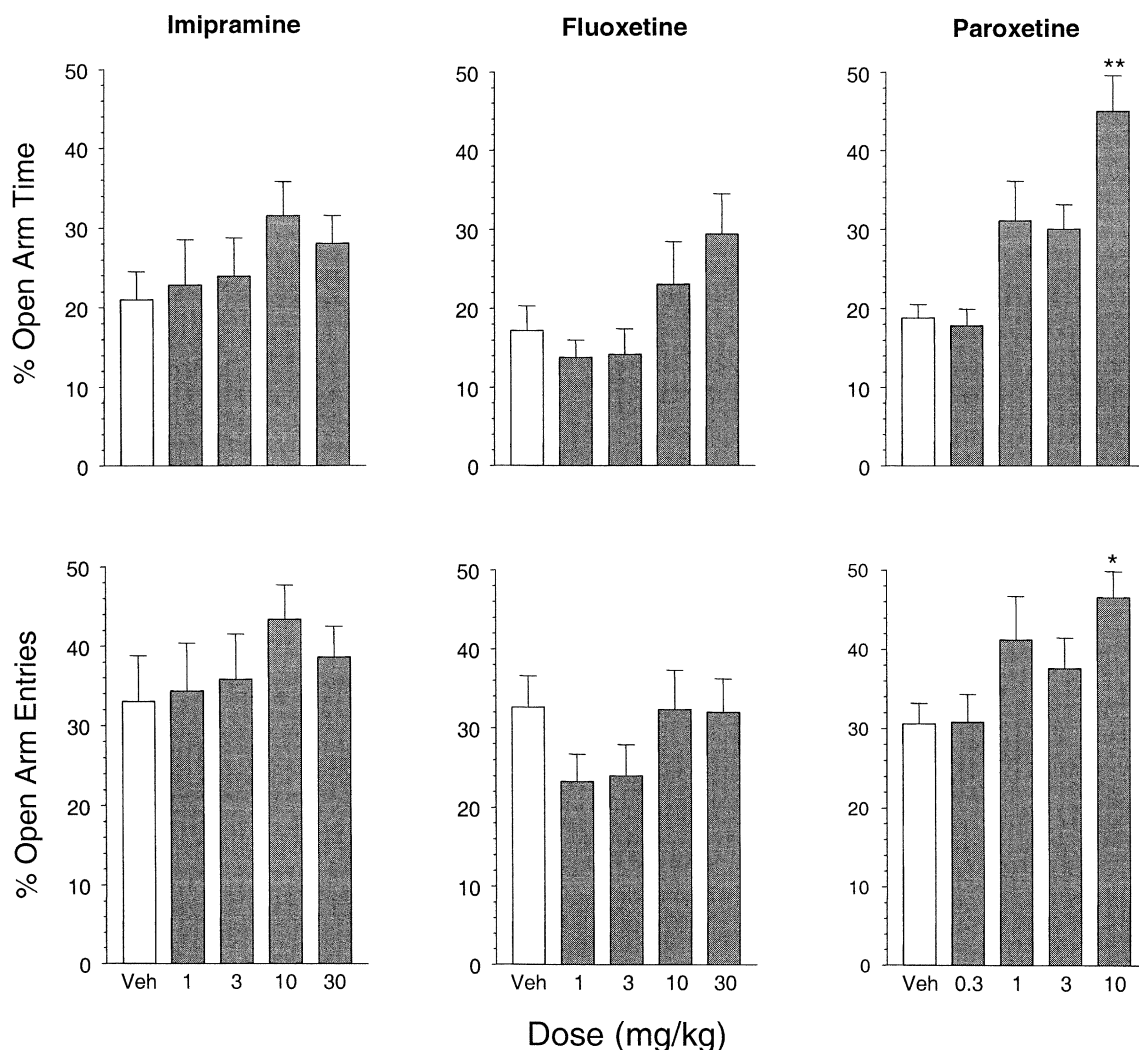 Imipramine Fluoxetine Paroxetine
% Open Arm Time
50 40 30 20 10 0
50 40 30 20 10 0
** 50 40 30 20 10 0
% Open Arm Entries
50 40 30 20 10 0
50 40 30 20 10 0
* 50 40 30 20 10 0
Veh 1 3 10 30 Veh 1 3 10 30 Veh 0.3 1 3 10
Dose (mg/kg)